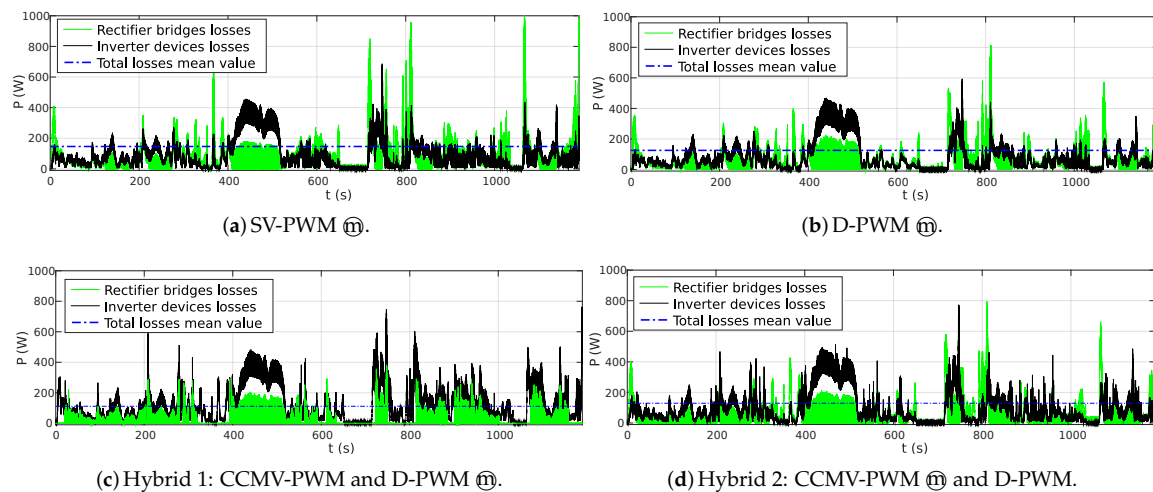 1000
800
600
400
200
0
P (W)
Rectifier bridges losses
Inverter devices losses
Total losses mean value
0 200 400 600 800 1000
t (s)
(a) SV-PWM ⓜ.
1000
800
600
400
200
0
P (W)
Rectifier bridges losses
Inverter devices losses
Total losses mean value
0 200 400 600 800 1000
t (s)
(b) D-PWM ⓜ.
1000
800
600
400
200
0
P (W)
Rectifier bridges losses
Inverter devices losses
Total losses mean value
0 200 400 600 800 1000
t (s)
(c) Hybrid 1: CCMV-PWM and D-PWM ⓜ.
1000
800
600
400
200
0
P (W)
Rectifier bridges losses
Inverter devices losses
Total losses mean value
0 200 400 600 800 1000
t (s)
(d) Hybrid 2: CCMV-PWM ⓜ and D-PWM.